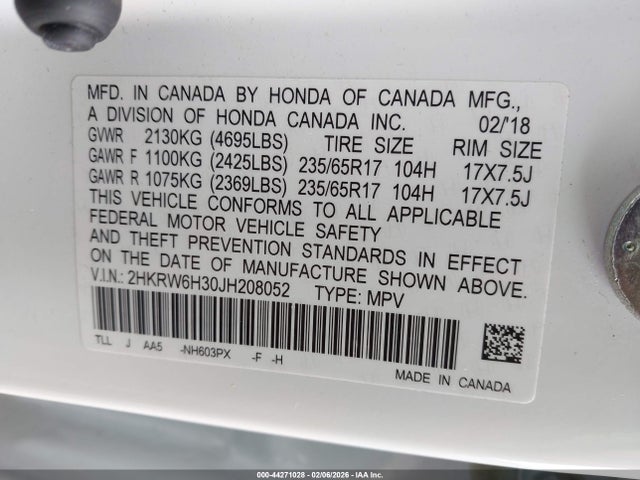 MFD. IN CANADA BY HONDA OF CANADA MFG.,
A DIVISION OF HONDA CANADA INC. 02/'18
GVWR 2130KG (4695LBS) TIRE SIZE RIM SIZE
GAWR F 1100KG (2425LBS) 235/65R17 104H 17X7.5J
GAWR R 1075KG (2369LBS) 235/65R17 104H 17X7.5J
THIS VEHICLE CONFORMS TO ALL APPLICABLE
FEDERAL MOTOR VEHICLE SAFETY
AND THEFT PREVENTION STANDARDS IN EFFECT
ON THE DATE OF MANUFACTURE SHOWN ABOVE.
V.I.N.: 2HKRW6H30JH208052 TYPE: MPV
TLL J AA5 -NH603PX -F -H
MADE IN CANADA
000-44271028 - 02/06/2026 - IAA Inc.